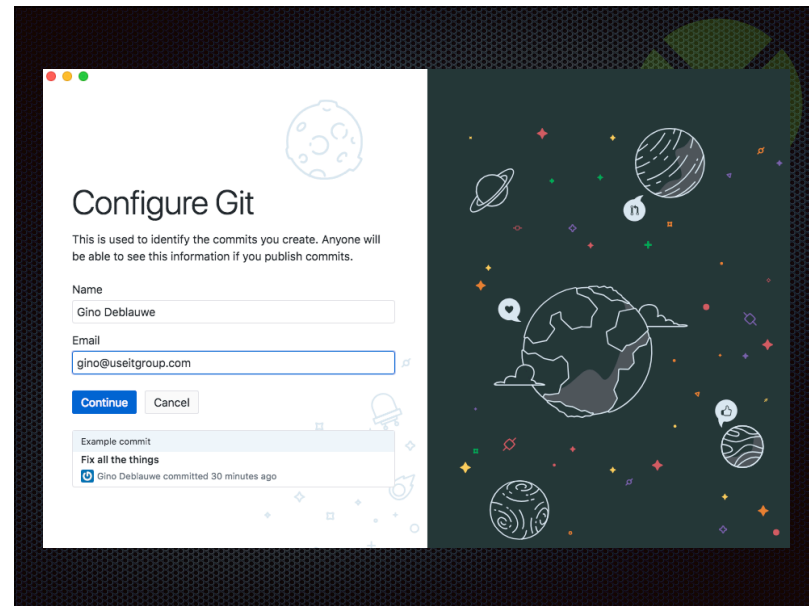 Configure Git
This is used to identify the commits you create. Anyone will
be able to see this information if you publish commits.
Name
Gino Deblauwe
Email
gino@useitgroup.com
Continue Cancel
Example commit
Fix all the things
Gino Deblauwe committed 30 minutes ago